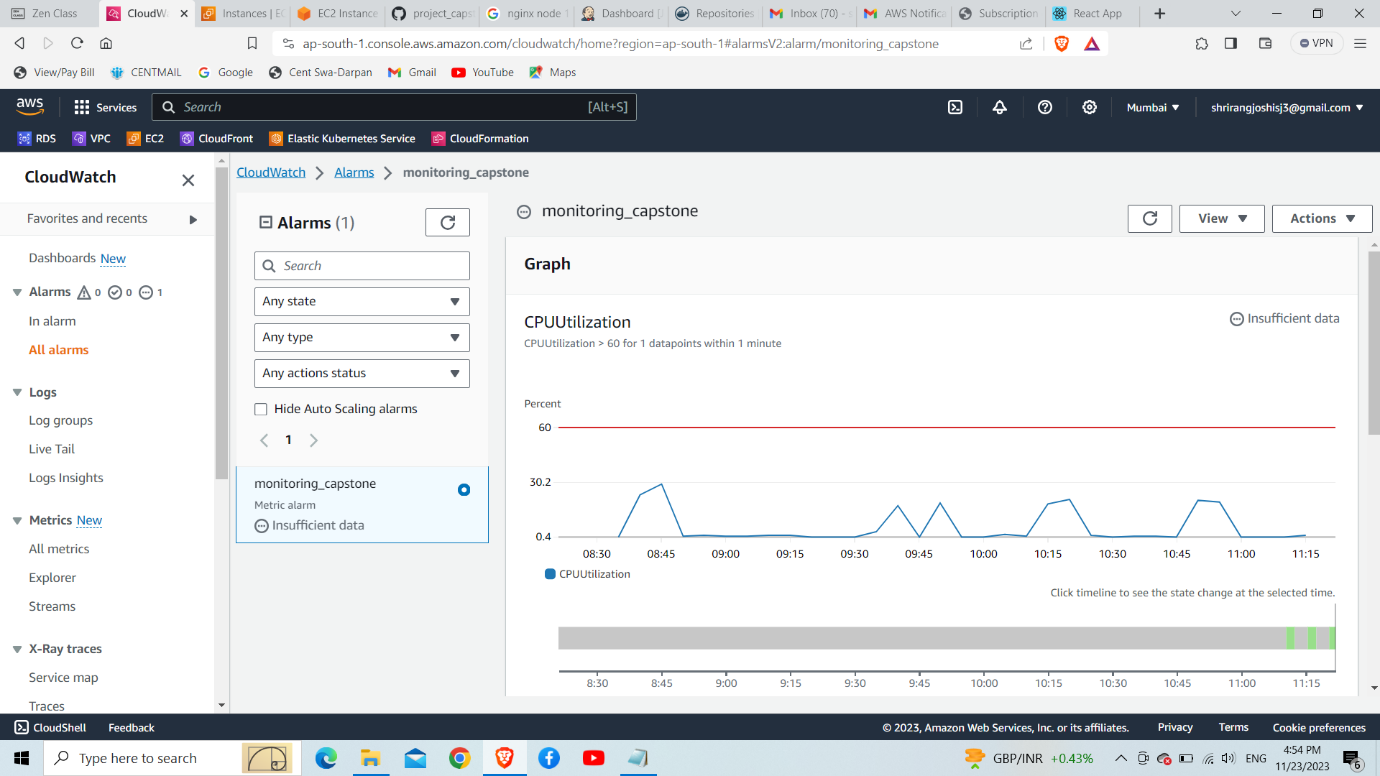 Zen Class
CloudW
Instances | EC
EC2 Instance
project_caps
nginx node 1
Dashboard [
Repositories
Inbox (70) - s
AWS Notifica
Subscription
React App
ap-south-1.console.aws.amazon.com/cloudwatch/home?region=ap-south-1#alarmsV2:alarm/monitoring_capstone
VPN
View/Pay Bill
CENTMAIL
Google
Cent Swa-Darpan
Gmail
YouTube
Maps
aws
Services
Search
[Alt+S]
Mumbai
shrirangjoshisj3@gmail.com
RDS
VPC
EC2
CloudFront
Elastic Kubernetes Service
CloudFormation
CloudWatch
Favorites and recents
Dashboards New
Alarms 0 0 1
In alarm
All alarms
Logs
Log groups
Live Tail
Logs Insights
Metrics New
All metrics
Explorer
Streams
X-Ray traces
Service map
Traces
CloudWatch
Alarms
monitoring_capstone
Alarms (1)
Search
Any state
Any type
Any actions status
Hide Auto Scaling alarms
1
monitoring_capstone
Metric alarm
Insufficient data
monitoring_capstone
View
Actions
Graph
CPUUtilization
Insufficient data
CPUUtilization > 60 for 1 datapoints within 1 minute
Percent
60
30.2
0.4
08:30 08:45 09:00 09:15 09:30 09:45 10:00 10:15 10:30 10:45 11:00 11:15
CPUUtilization
Click timeline to see the state change at the selected time.
8:30 8:45 9:00 9:15 9:30 9:45 10:00 10:15 10:30 10:45 11:00 11:15
CloudShell
Feedback
© 2023, Amazon Web Services, Inc. or its affiliates.
Privacy
Terms
Cookie preferences
Type here to search
GBP/INR +0.43%
ENG
4:54 PM
11/23/2023
6